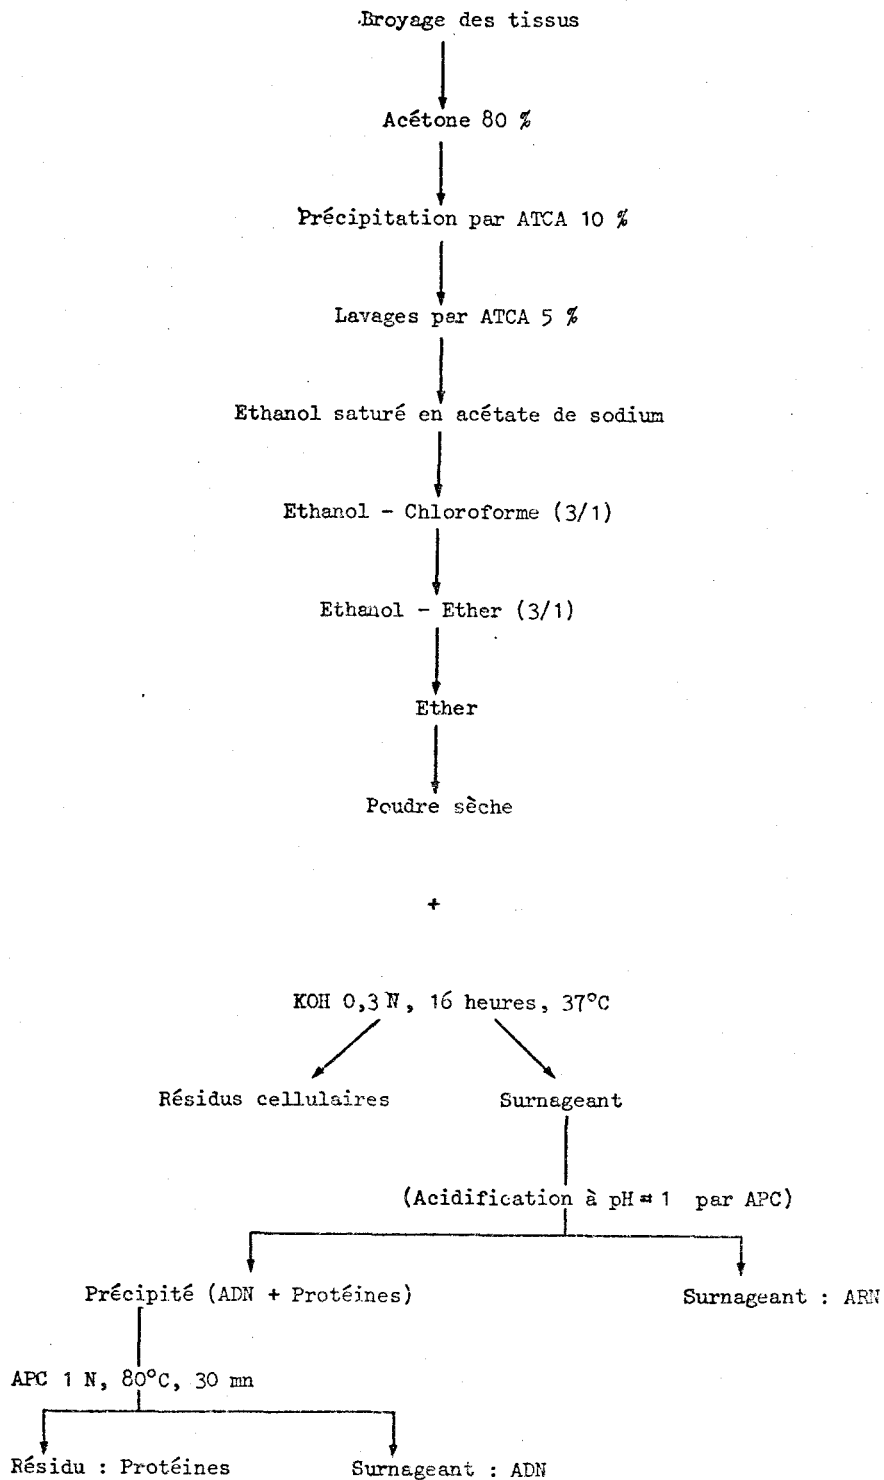 Broyage des tissus
Acétone 80 %
Précipitation par ATCA 10 %
Lavages par ATCA 5 %
Ethanol saturé en acétate de sodium
Ethanol - Chloroforme (3/1)
Ethanol - Ether (3/1)
Ether
Poudre sèche
+
KOH 0,3 N, 16 heures, 37°C
Résidus cellulaires Surnageant
(Acidification à pH = 1 par APC)
Précipité (ADN + Protéines) Surnageant : ARN
APC 1 N, 80°C, 30 mn
Résidu : Protéines Surnageant : ADN